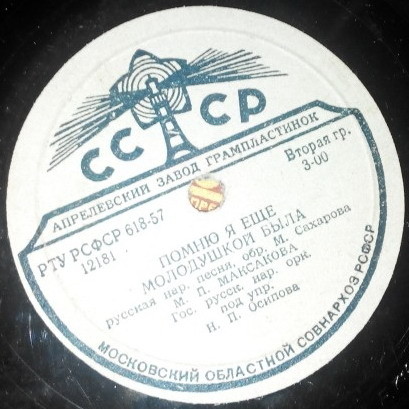 СССР
АПРЕЛЕВСКИЙ ЗАВОД ГРАМПЛАСТИНОК
РТУ РСФСР 618-57
12181
Вторая гр.
3-00
ПОМНЮ Я ЕЩЕ
МОЛОДУШКОЙ БЫЛА
русская нар. песня, обр. М. Сахарова
М. П. МАКСАКОВА
Гос. русск. нар. орк.
под упр.
Н. П. Осипова
МОСКОВСКИЙ ОБЛАСТНОЙ СОВНАРХОЗ РСФСР